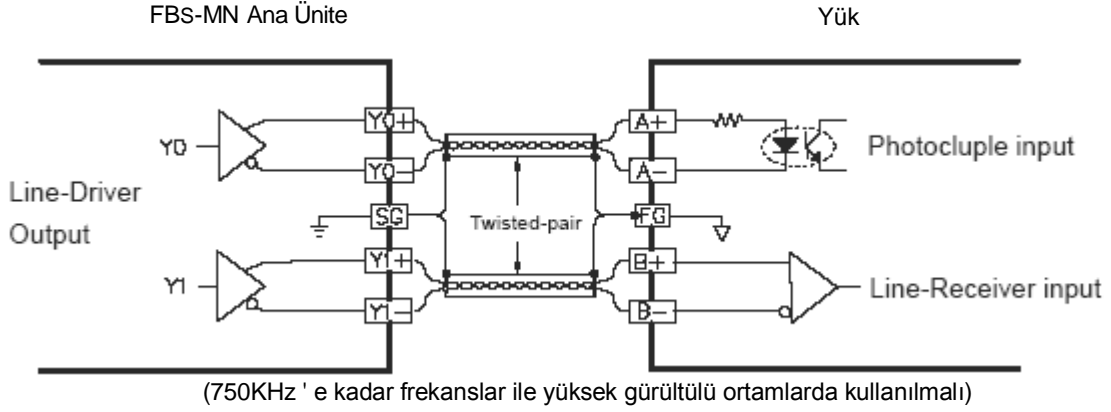 FBs-MN Ana Ünite
Yük
Y0+
A+
Y0
Photocluple input
Y0-
A-
Line-Driver
Output
SG
Twisted-pair
FG
Y1+
B+
Y1
Line-Receiver input
Y1-
B-
(750KHz ' e kadar frekanslar ile yüksek gürültülü ortamlarda kullanılmalı)